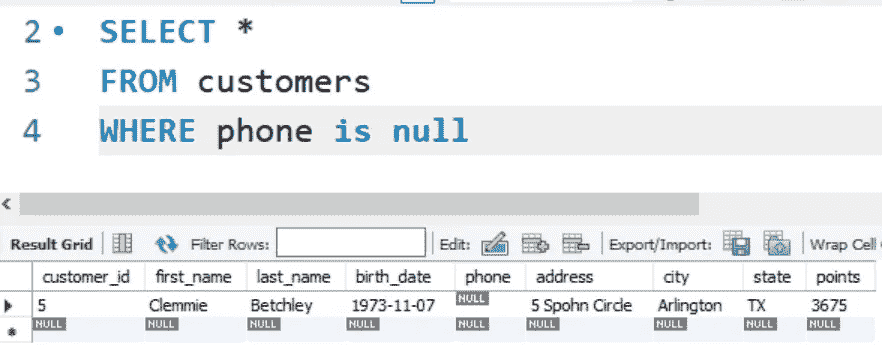 2 SELECT *
3 FROM customers
4 WHERE phone is null
Result Grid Filter Rows: Edit: Export/Import: Wrap Cell
customer_id first_name last_name birth_date phone address city state points
5 Clemmie Betchley 1973-11-07 NULL 5 Spohn Circle Arlington TX 3675
NULL NULL NULL NULL NULL NULL NULL NULL NULL